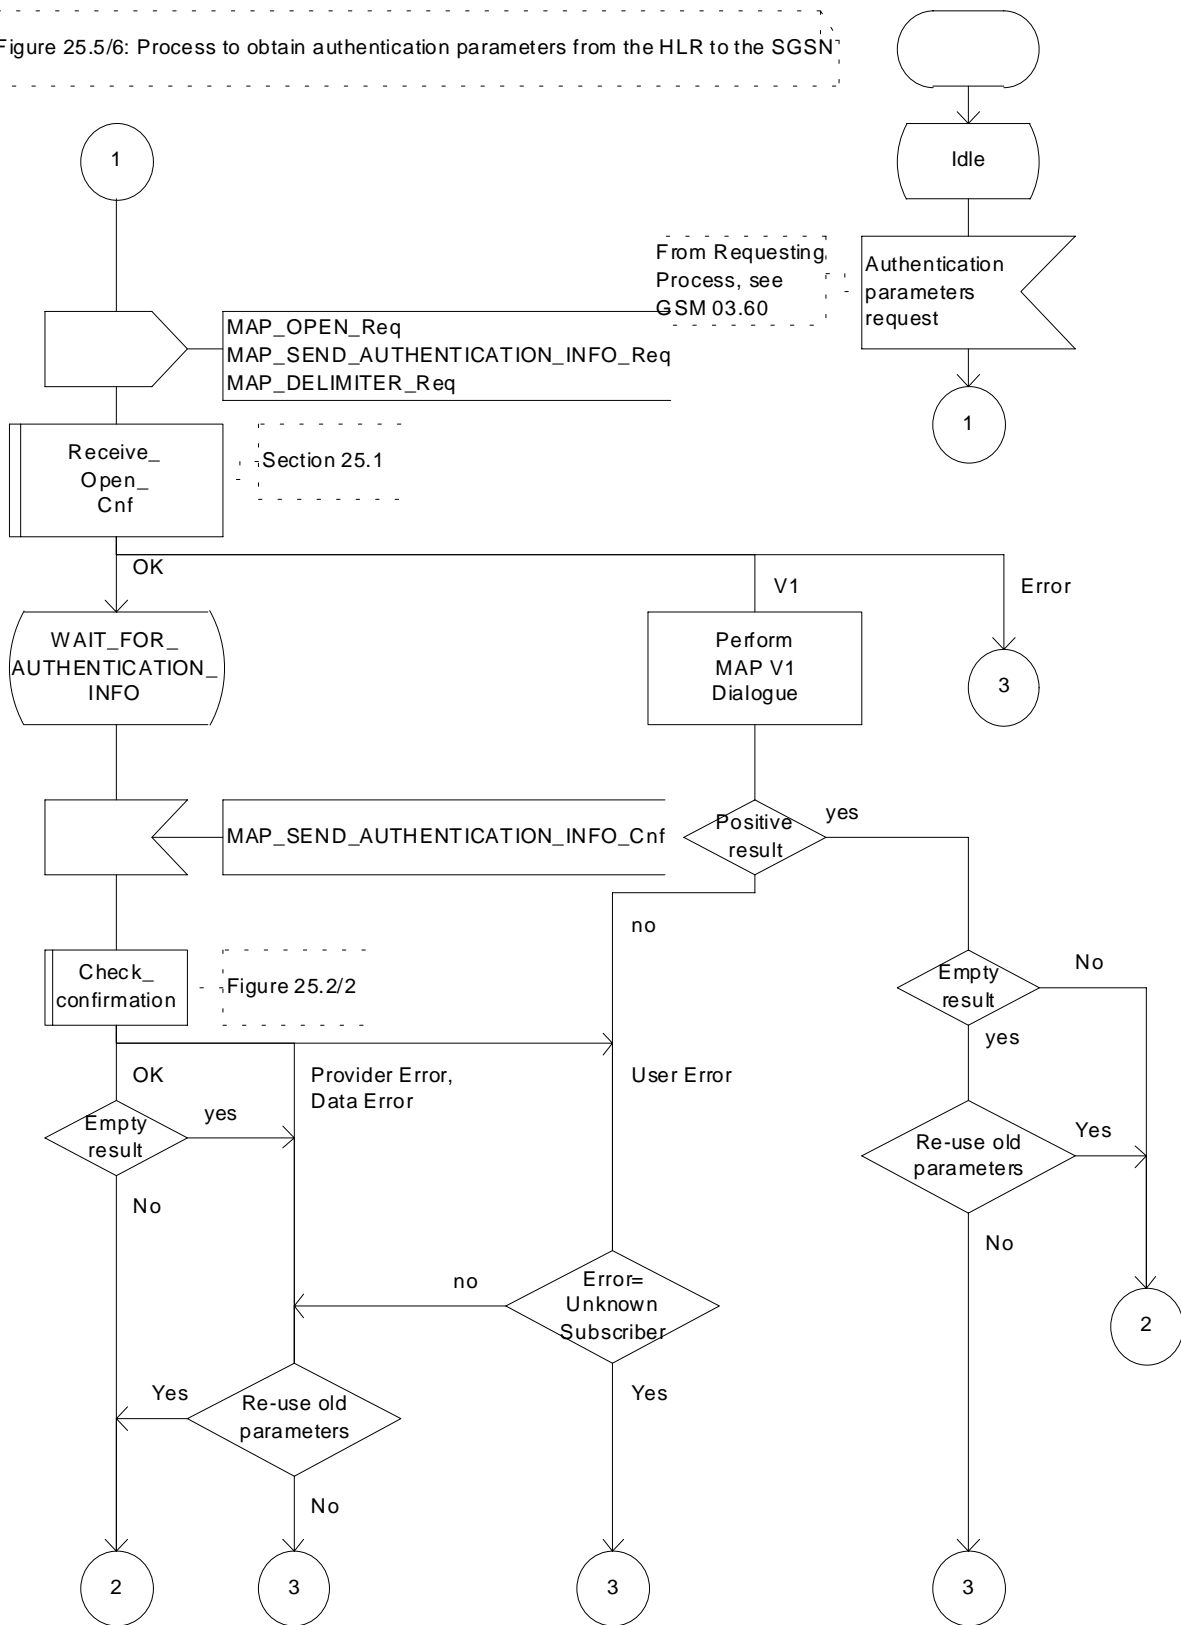 Figure 25.5/6: Process to obtain authentication parameters from the HLR to the SGSN
1
Idle
From Requesting
Process, see
GSM 03.60
Authentication
parameters
request
1
MAP_OPEN_Req
MAP_SEND_AUTHENTICATION_INFO_Req
MAP_DELIMITER_Req
Receive_
Open_
Cnf
Section 25.1
OK
V1
Error
WAIT_FOR_
AUTHENTICATION_
INFO
Perform
MAP V1
Dialogue
3
MAP_SEND_AUTHENTICATION_INFO_Cnf
Positive
result
yes
no
Check_
confirmation
Figure 25.2/2
Empty
result
No
yes
OK
Provider Error,
Data Error
User Error
Empty
result
yes
No
Re-use old
parameters
Yes
No
Error=
Unknown
Subscriber
no
Yes
2
Re-use old
parameters
Yes
No
2
3
3
3